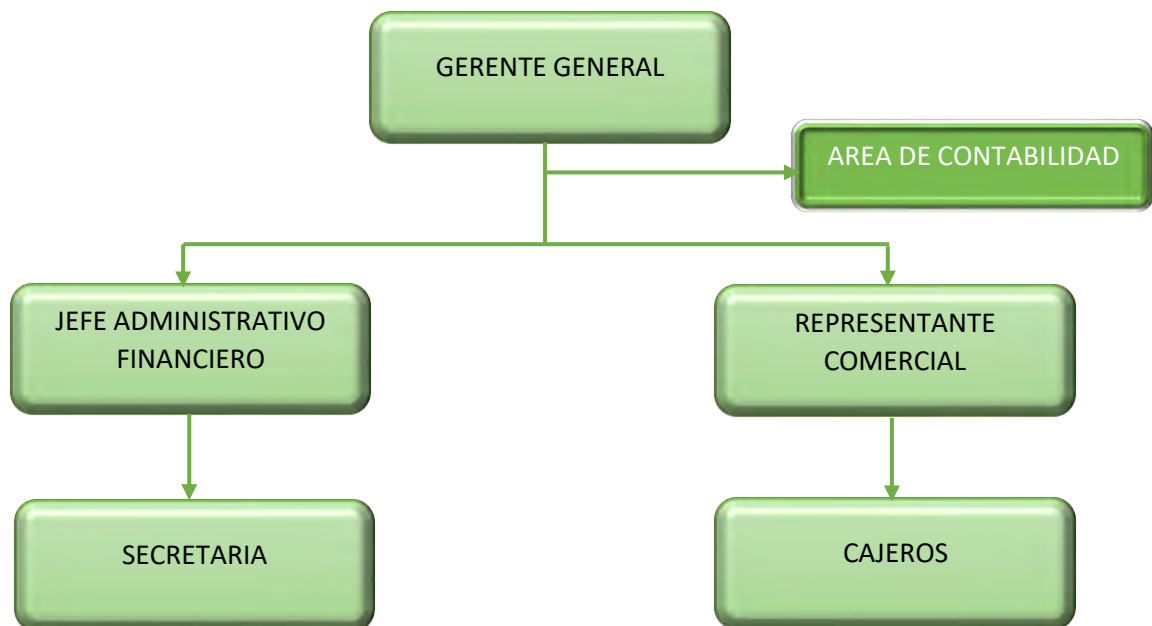 GERENTE GENERAL
AREA DE CONTABILIDAD
JEFE ADMINISTRATIVO
FINANCIERO
REPRESENTANTE
COMERCIAL
SECRETARIA
CAJEROS